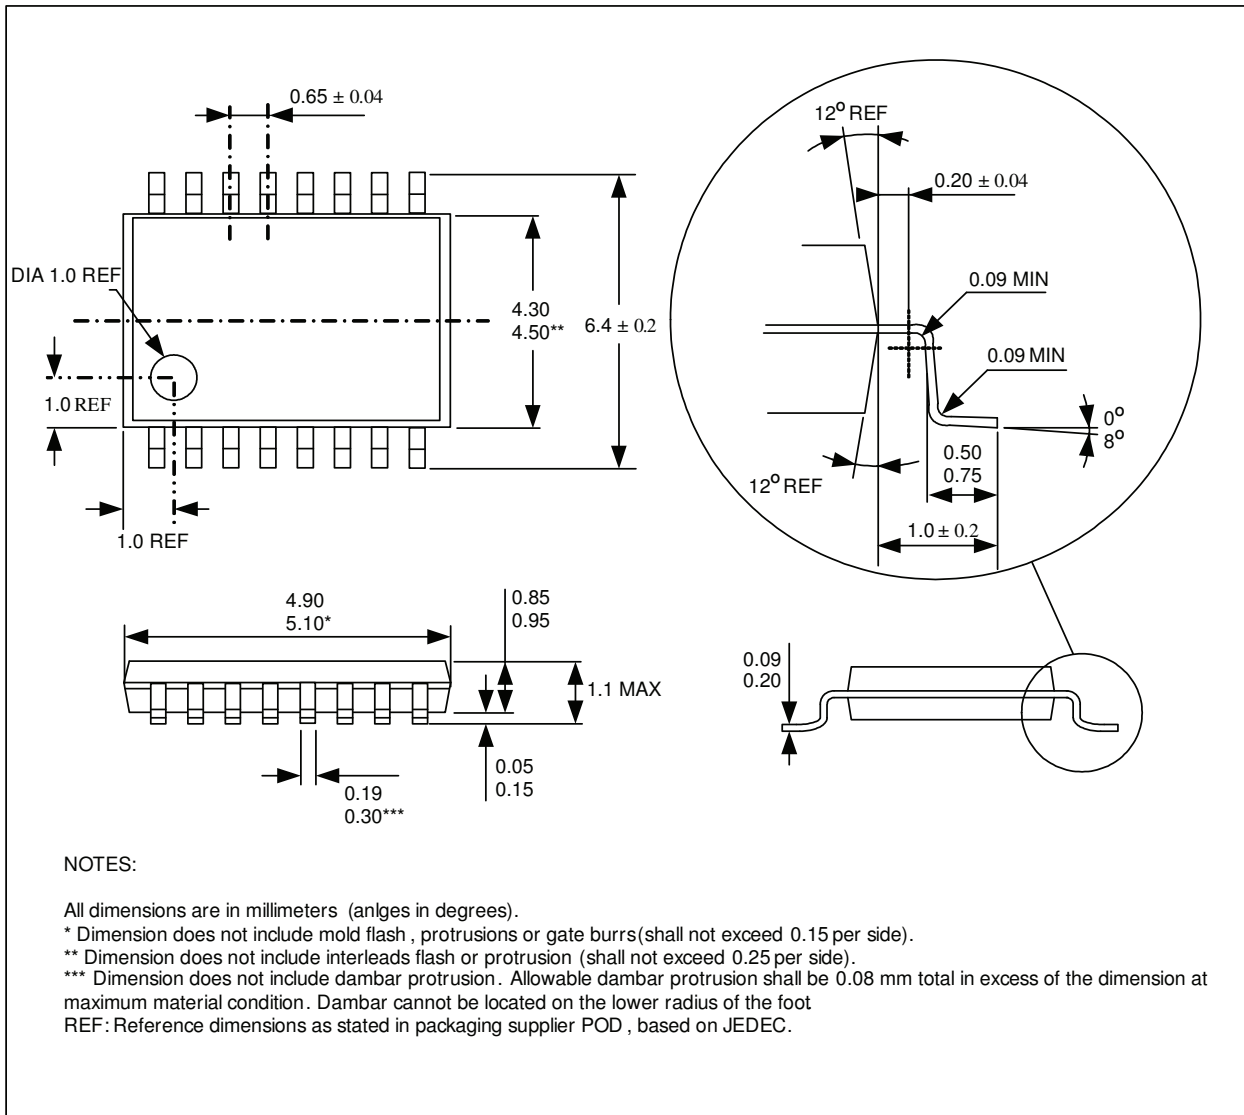 0.65 ± 0.04
DIA 1.0 REF
4.30
4.50**
6.4 ± 0.2
1.0 REF
1.0 REF
12° REF
0.20 ± 0.04
0.09 MIN
0.09 MIN
0°
8°
12° REF
0.50
0.75
1.0 ± 0.2
4.90
5.10*
0.85
0.95
1.1 MAX
0.05
0.15
0.19
0.30***
0.09
0.20
NOTES:
All dimensions are in millimeters (anlges in degrees).
* Dimension does not include mold flash, protrusions or gate burrs(shall not exceed 0.15 per side).
** Dimension does not include interleads flash or protrusion (shall not exceed 0.25 per side).
*** Dimension does not include dambar protrusion. Allowable dambar protrusion shall be 0.08 mm total in excess of the dimension at
maximum material condition. Dambar cannot be located on the lower radius of the foot
REF: Reference dimensions as stated in packaging supplier POD, based on JEDEC.